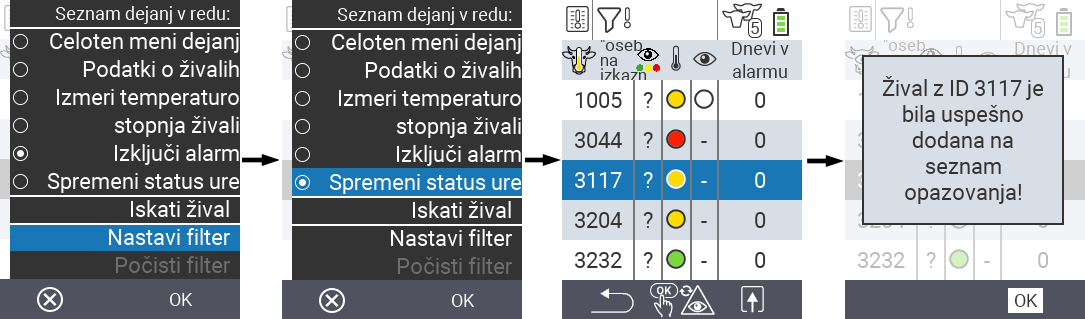 Seznam dejanj v redu:
Celoten meni dejanj
Podatki o živalih
Izmeri temperaturo
stopnja živali
Izključi alarm
Spremeni status ure
Iskati žival
Nastavi filter
Počisti filter
OK
Seznam dejanj v redu:
Celoten meni dejanj
Podatki o živalih
Izmeri temperaturo
stopnja živali
Izključi alarm
Spremeni status ure
Iskati žival
Nastavi filter
Počisti filter
OK
5
"oseb
na
izkazn
Dnevi v
alarmu
1005 ? 0
3044 ? - 0
3117 ? - 0
3204 ? - 0
3232 ? - 0
OK
5
"oseb
Dnevi v
Žival z ID 3117 je
bila uspešno
dodana na
seznam
opazovanja!
3232 ? - 0
OK